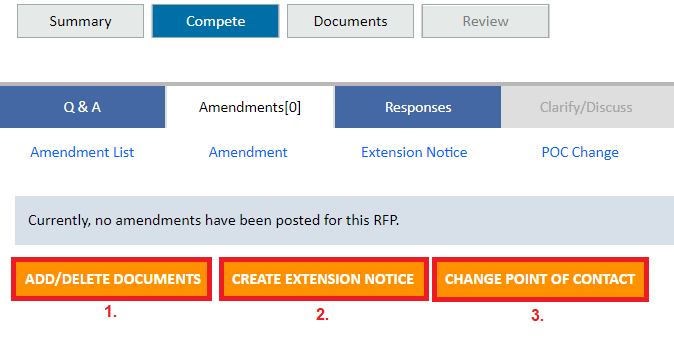 Summary Compete Documents Review
Q & A Amendments[0] Responses Clarify/Discuss
Amendment List Amendment Extension Notice POC Change
Currently, no amendments have been posted for this RFP.
ADD/DELETE DOCUMENTS CREATE EXTENSION NOTICE CHANGE POINT OF CONTACT
1. 2. 3.